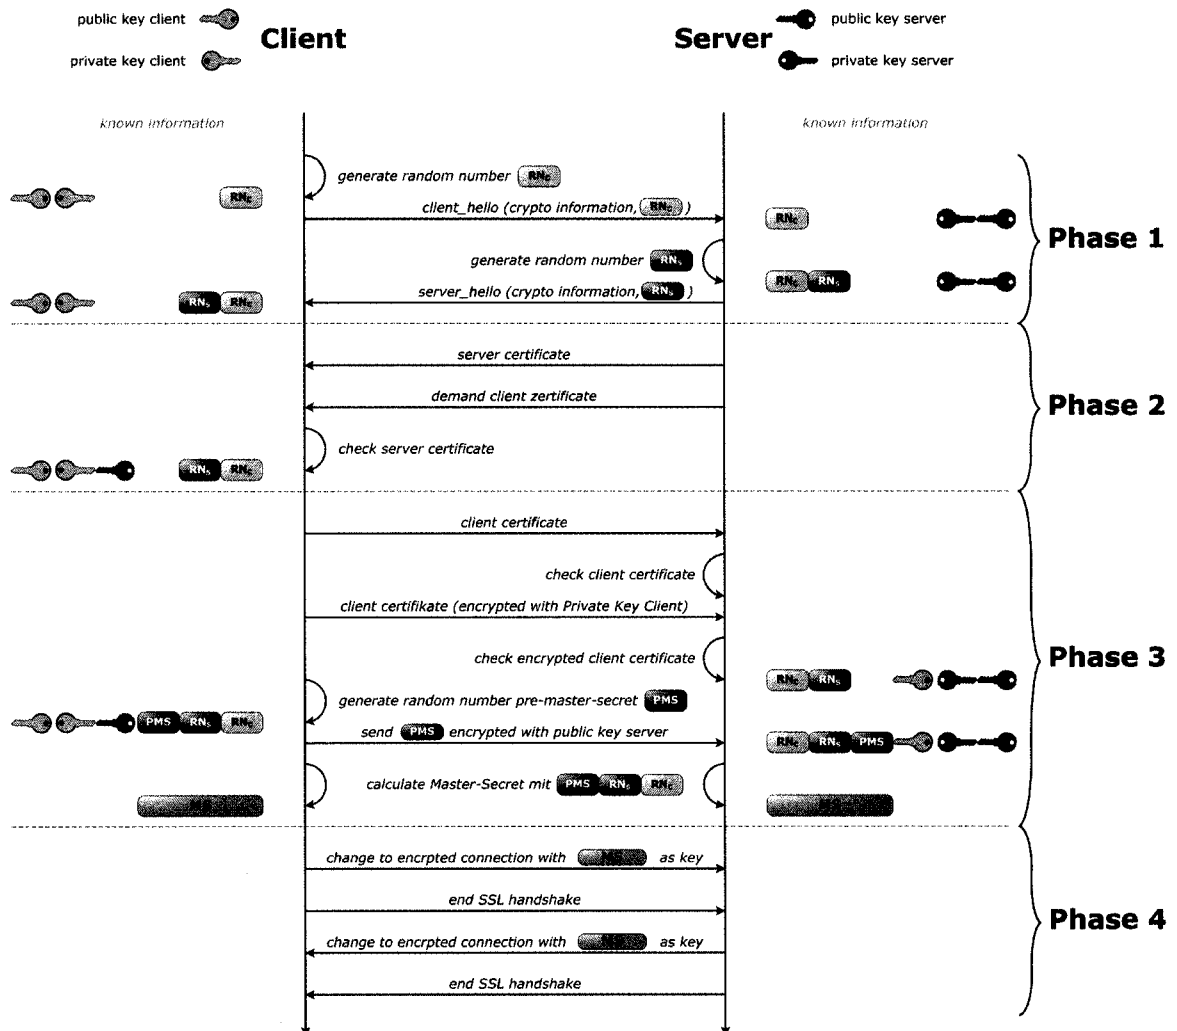 public key client
Client
Server
public key server
private key client
private key server
known information
known information
generate random number RNc
RNc
client_hello (crypto information, RNc )
RNc
Phase 1
generate random number RNs
RNc RNs
server_hello (crypto information, RNs )
RNs RNc
server certificate
demand client zertificate
Phase 2
check server certificate
RNs RNc
client certificate
check client certificate
client certifikate (encrypted with Private Key Client)
check encrypted client certificate
Phase 3
RNc RNs
generate random number pre-master-secret PMS
PMS RNs RNc
send PMS encrypted with public key server
RNc RNs PMS
calculate Master-Secret mit PMS RNs RNc
MS
MS
change to encrpted connection with MS as key
end SSL handshake
Phase 4
change to encrpted connection with MS as key
end SSL handshake